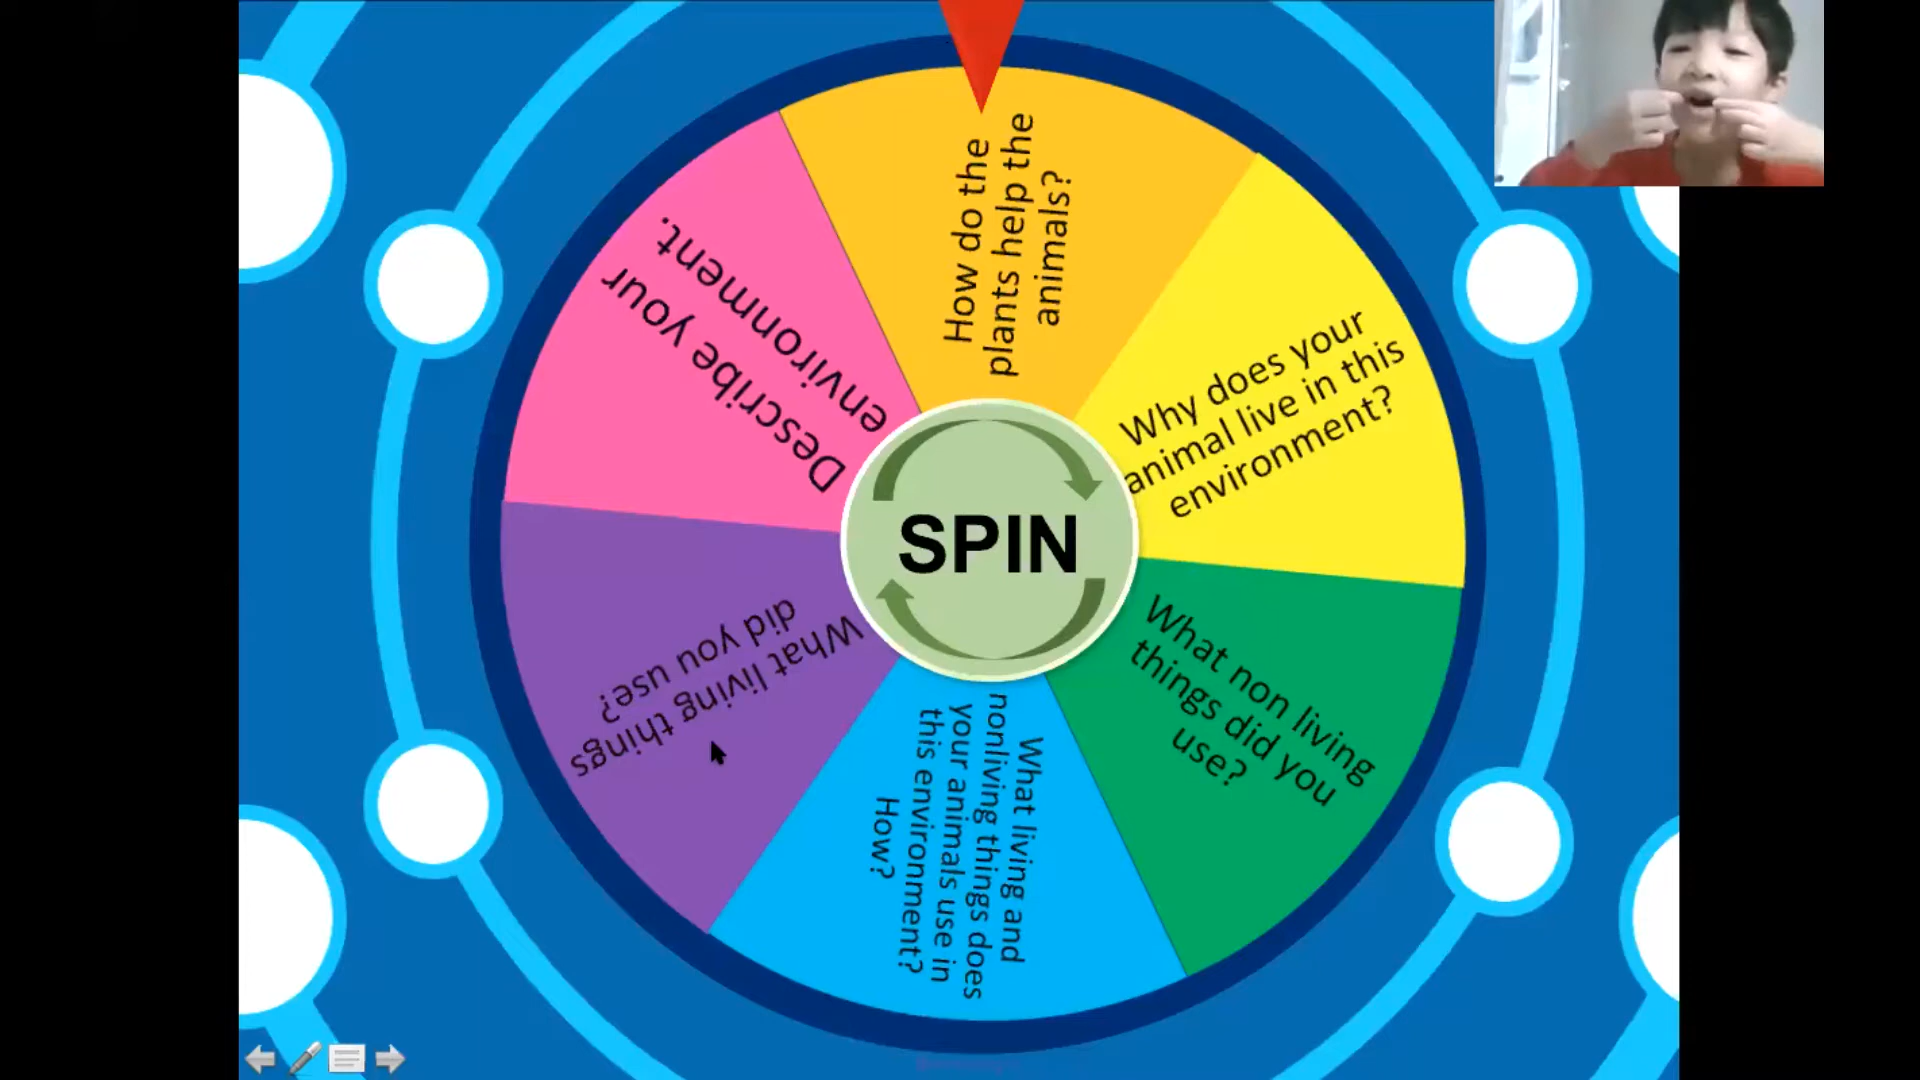 How do the
plants help the
animals?
Why does your
animal live in this
environment?
What non living
things did you
use?
What living and
nonliving things does
your animals use in
this environment?
How?
What living things
did you use?
Describe your
environment.
SPIN